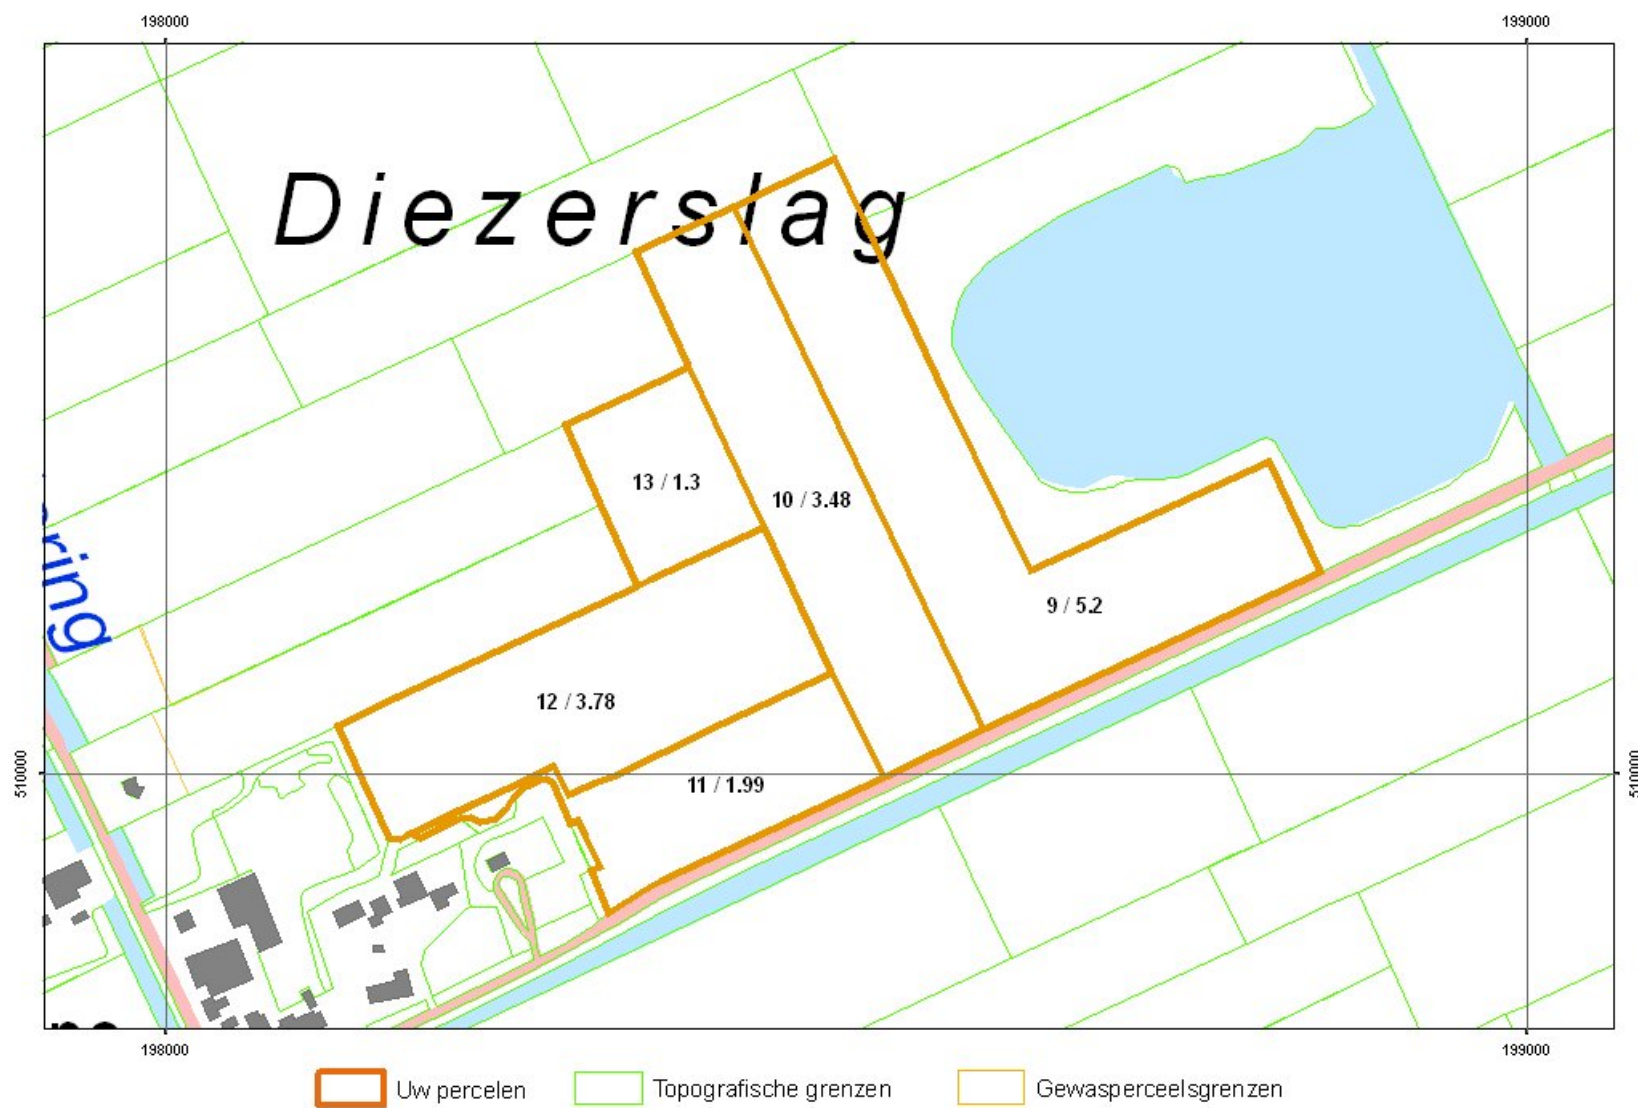 198000 199000
Diezerslag
13 / 1.3
10 / 3.48
ring
9 / 5.2
12 / 3.78
510000 510000
11 / 1.99
198000 199000
Uw percelen Topografische grenzen Gewasperceelsgrenzen